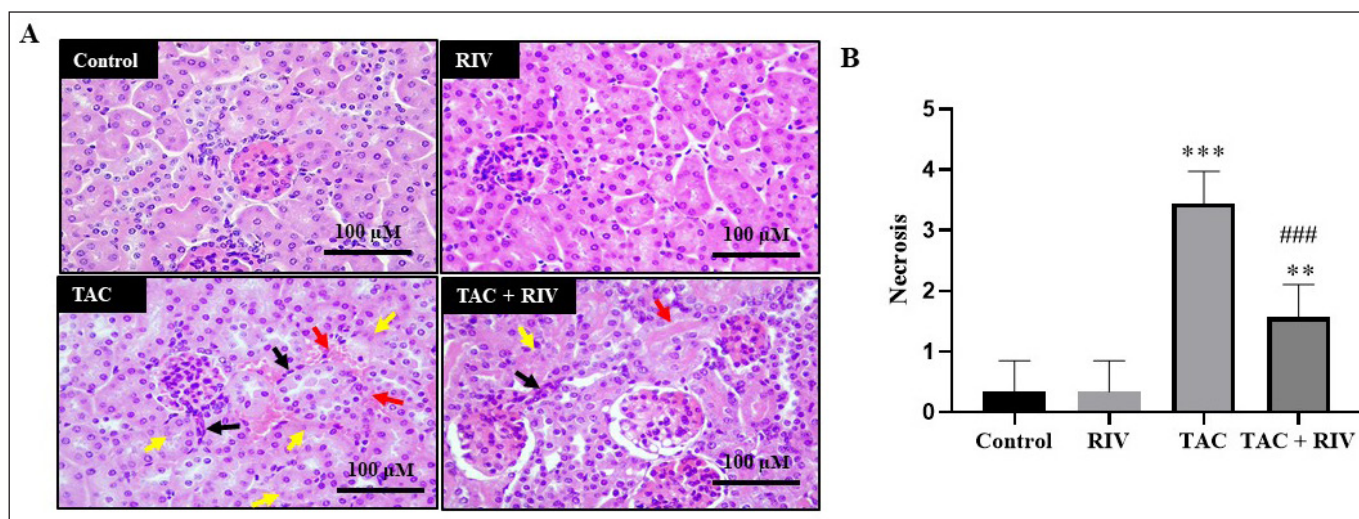 A
Control
100 µM
RIV
100 µM
TAC
100 µM
TAC + RIV
100 µM
B
Necrosis
5
4
3
2
1
0
***
###
**
Control RIV TAC TAC + RIV